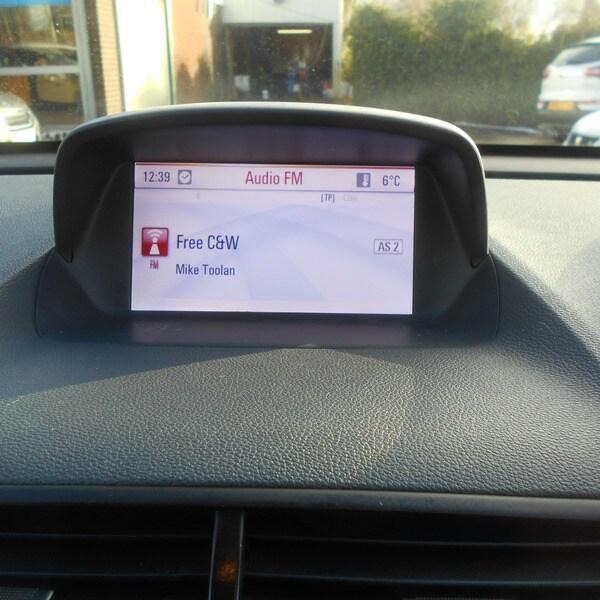 12:39 Audio FM 6°C
[TP]
Free C&W
AS 2
FM
Mike Toolan